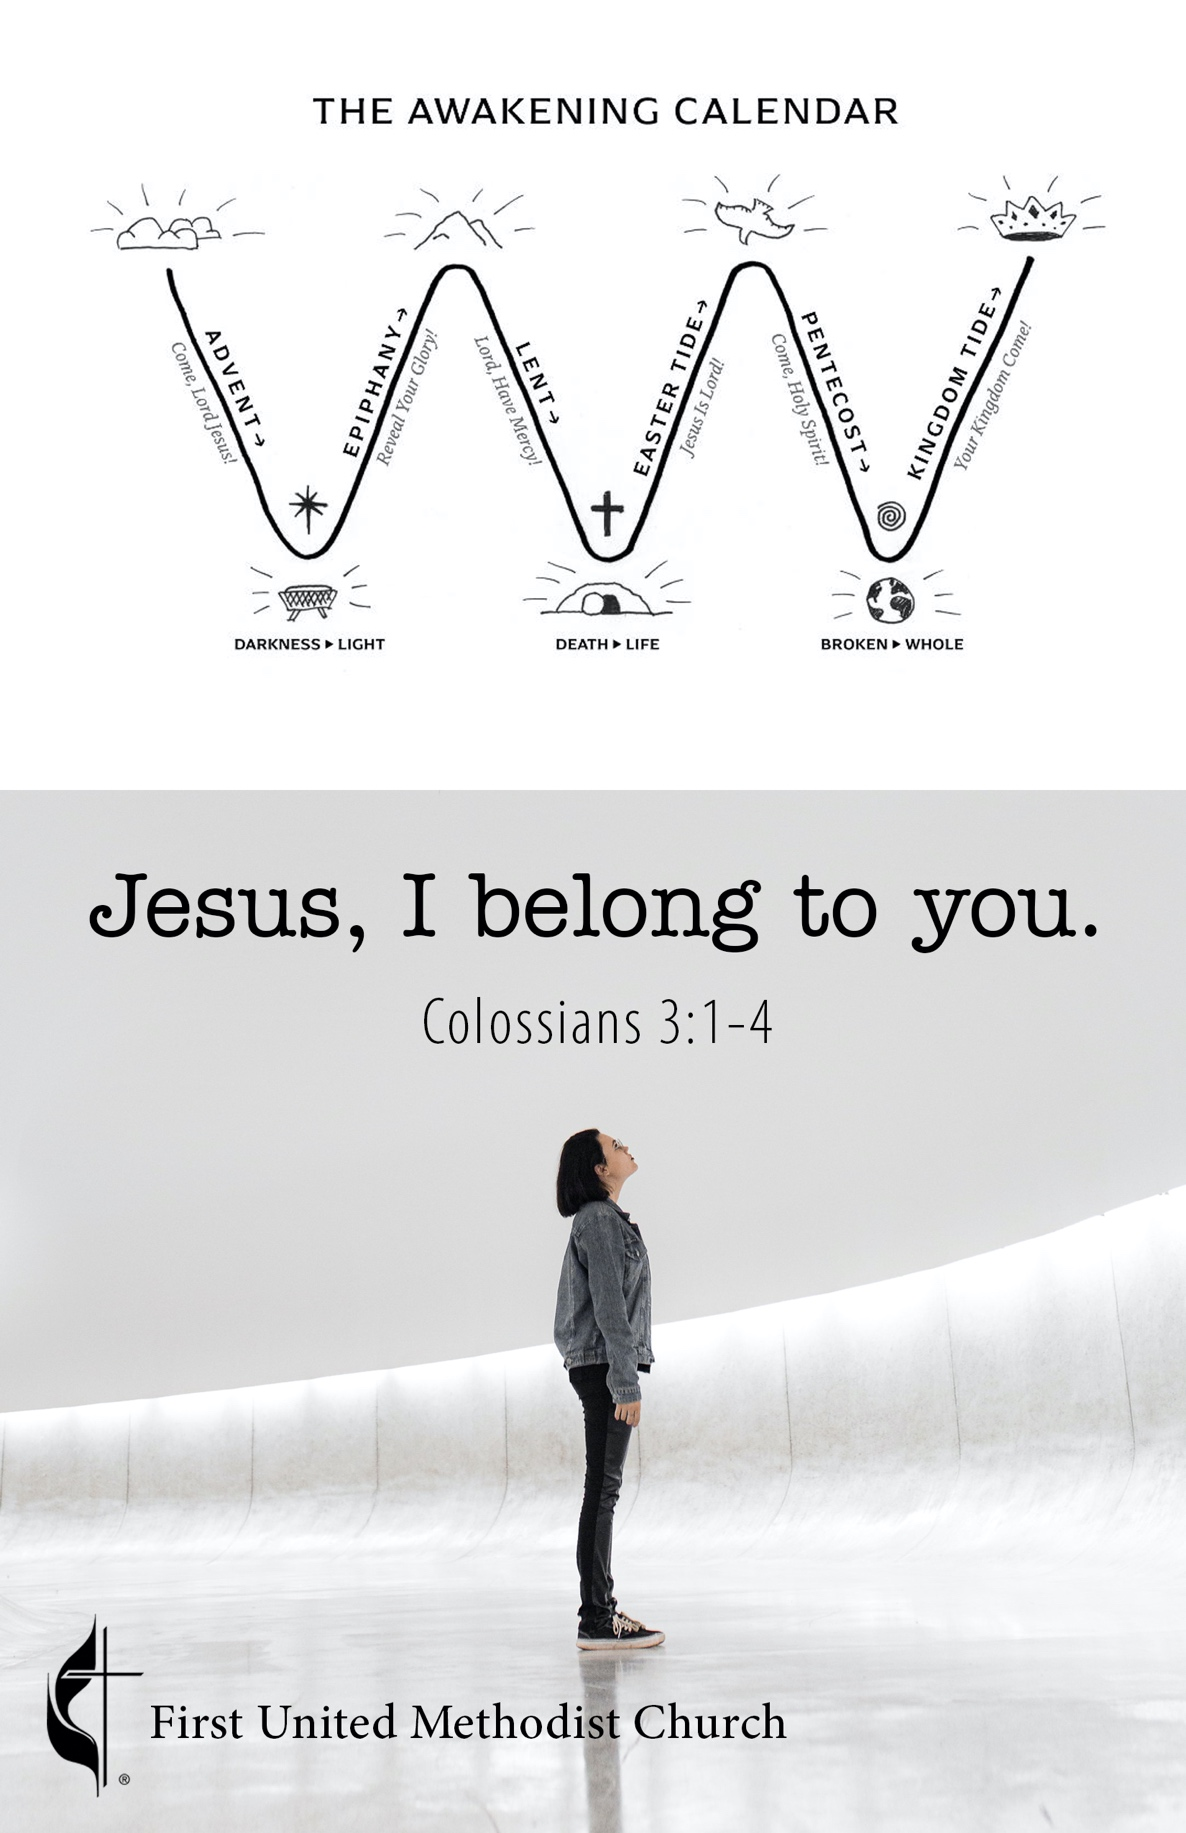 THE AWAKENING CALENDAR
ADVENT→
Come, Lord Jesus!
EPIPHANY→
Reveal Your Glory!
LENT→
Lord, Have Mercy!
EASTER TIDE→
Jesus Is Lord!
PENTECOST→
Come, Holy Spirit!
KINGDOM TIDE→
Your Kingdom Come!
DARKNESS ▸ LIGHT
DEATH ▸ LIFE
BROKEN ▸ WHOLE
Jesus, I belong to you.
Colossians 3:1-4
First United Methodist Church
®